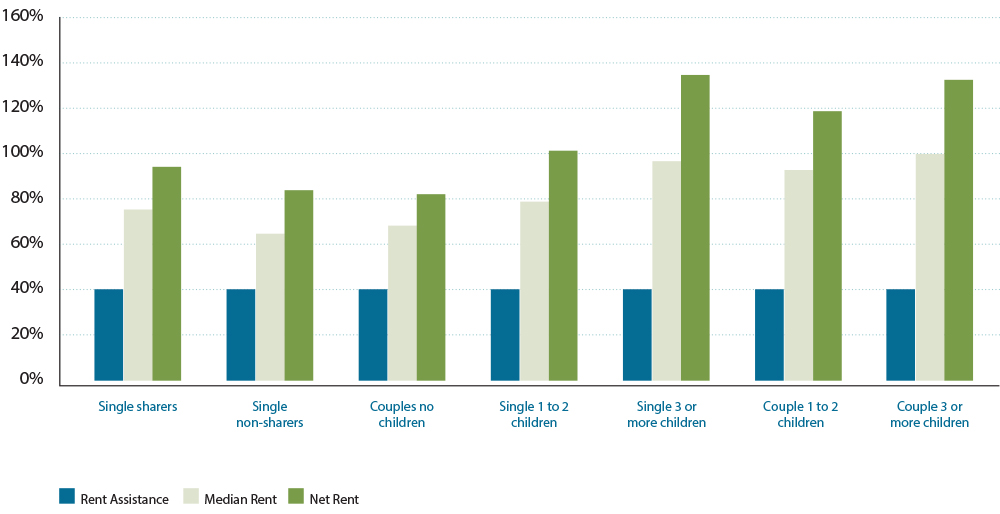 160%
140%
120%
100%
80%
60%
40%
20%
0%
Single sharers
Single
non-sharers
Couples no
children
Single 1 to 2
children
Single 3 or
more children
Couple 1 to 2
children
Couple 3 or
more children
Rent Assistance
Median Rent
Net Rent